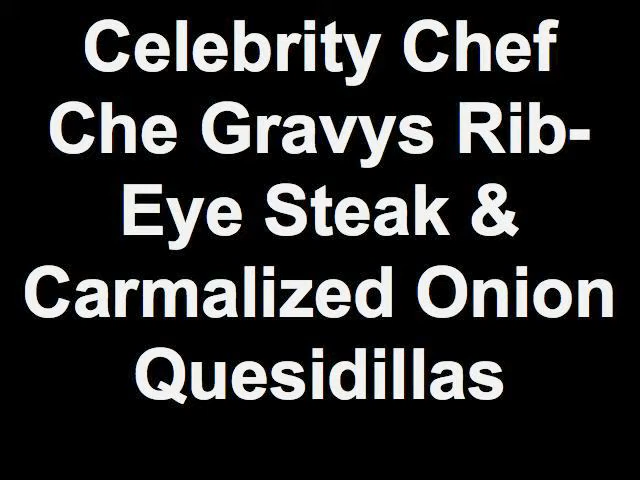 Celebrity Chef
Che Gravys Rib-
Eye Steak &
Carmalized Onion
Quesidillas